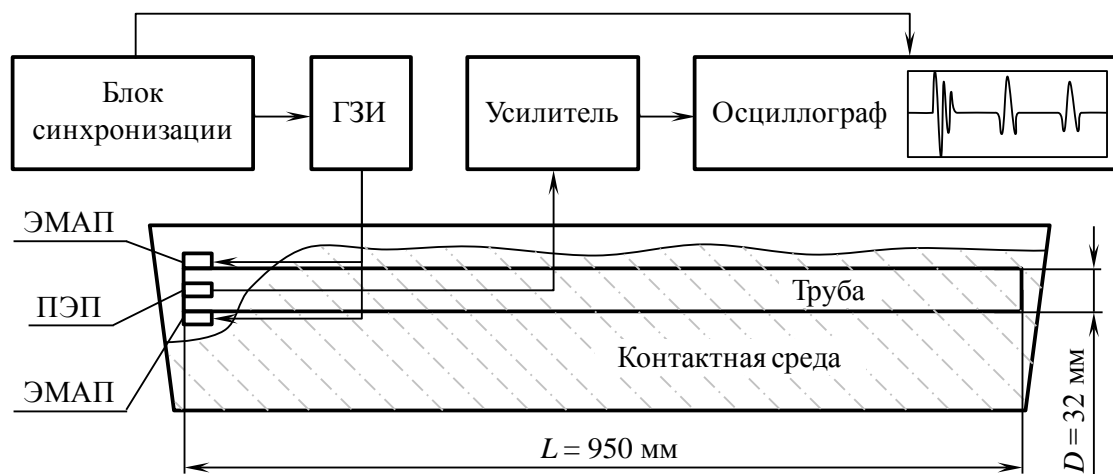 Блок
синхронизации
ГЗИ
Усилитель
Осциллограф
ЭМАП
ПЭП
ЭМАП
Труба
Контактная среда
L = 950 мм
D = 32 мм